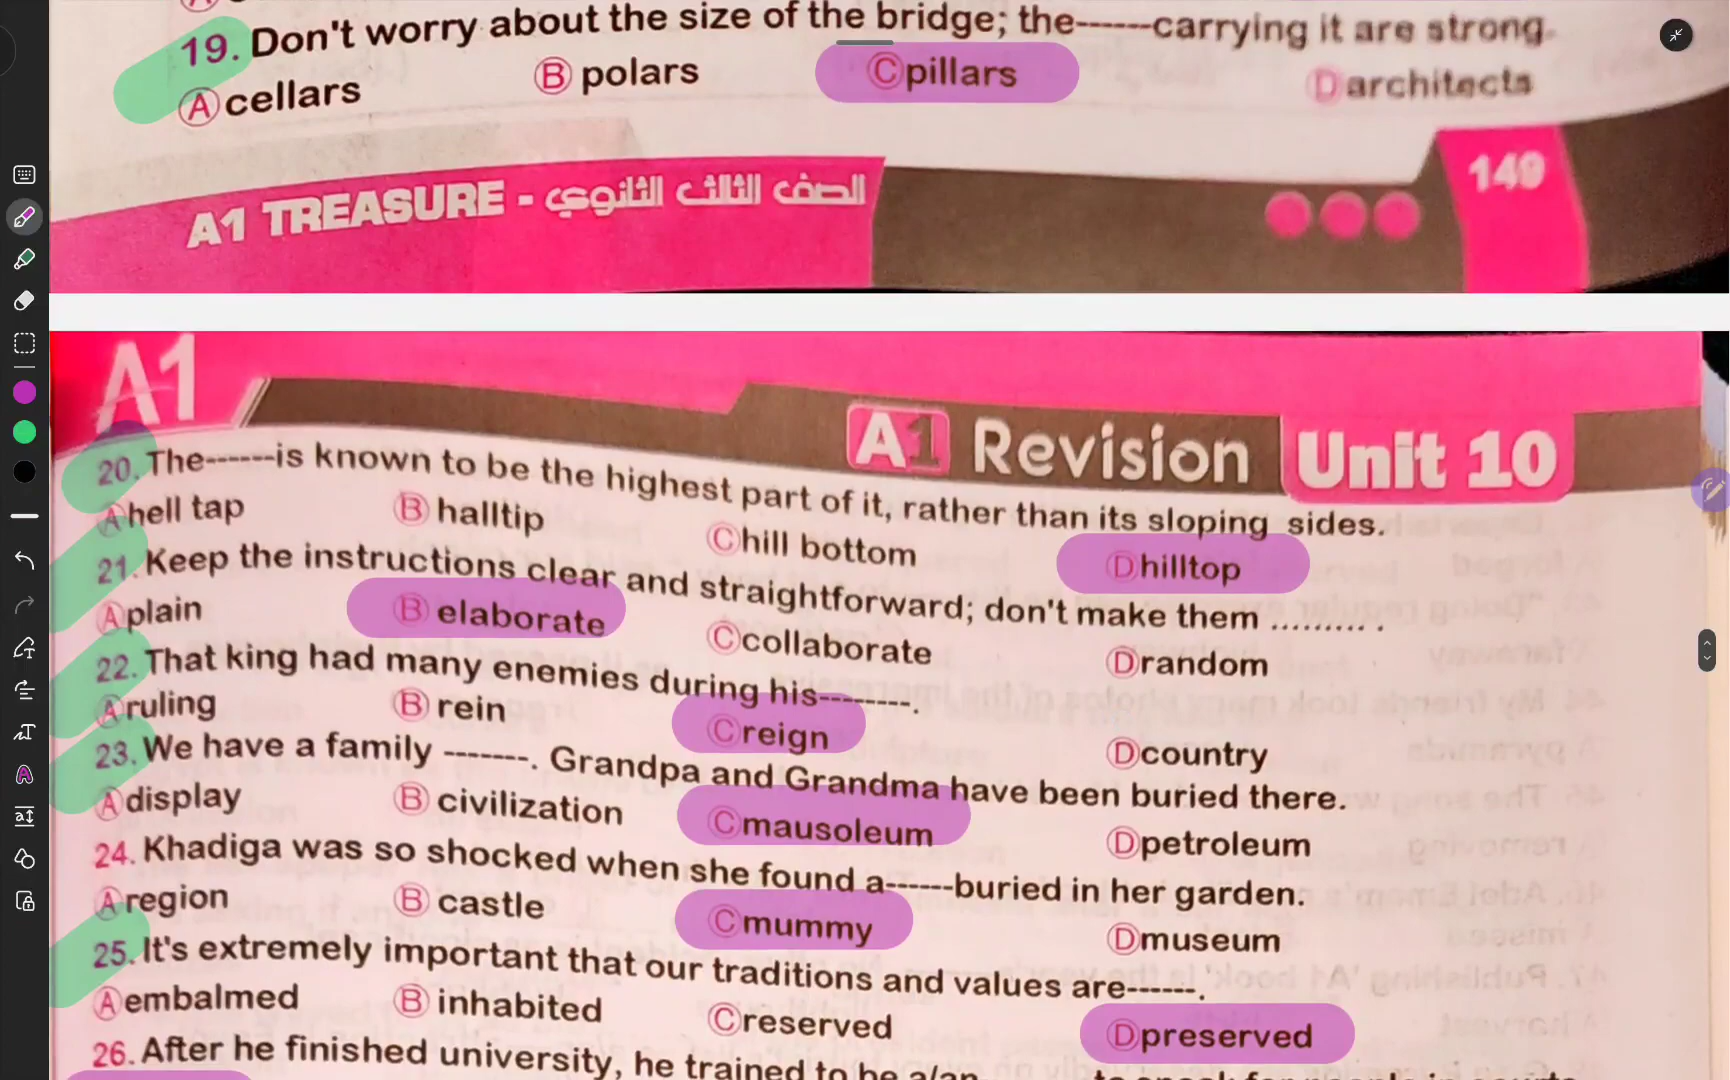 19. Don't worry about the size of the bridge; the------carrying it are strong.
A cellars B polars C pillars D architects
A1 TREASURE - الصف الثالث الثانوي
149
A1
A1 Revision Unit 10
20. The------is known to be the highest part of it, rather than its sloping sides.
A hell tap B halltip C hill bottom D hilltop
21. Keep the instructions clear and straightforward; don't make them ......... .
A plain B elaborate C collaborate D random
22. That king had many enemies during his--------.
A ruling B rein C reign D country
23. We have a family -------. Grandpa and Grandma have been buried there.
A display B civilization C mausoleum D petroleum
24. Khadiga was so shocked when she found a------buried in her garden.
A region B castle C mummy D museum
25. It's extremely important that our traditions and values are------.
A embalmed B inhabited C reserved D preserved
26. After he finished university, he trained to be a/an